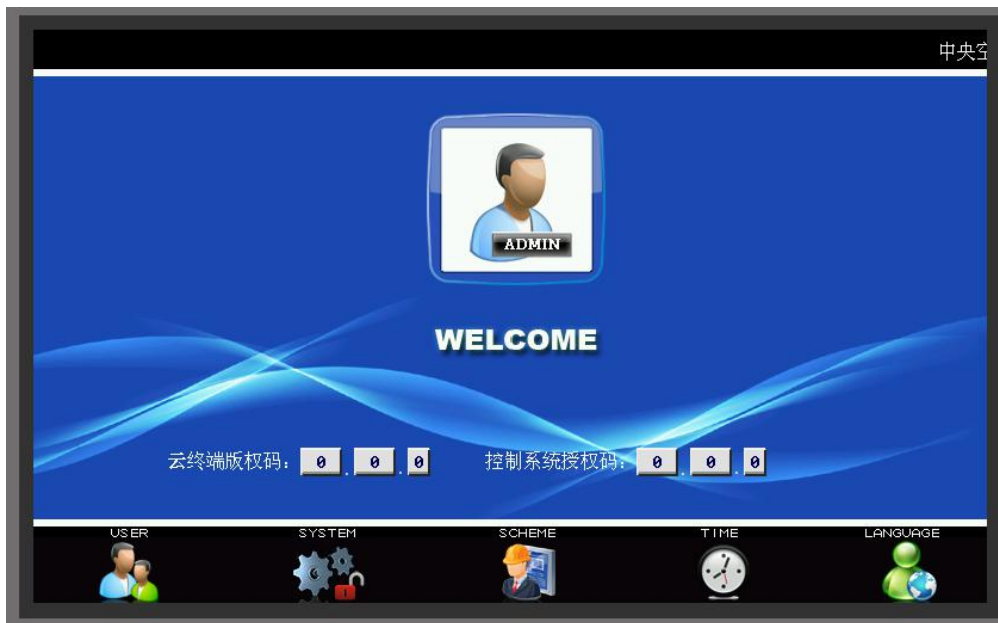 中央空
ADMIN
WELCOME
云终端版权码: 0 . 0 . 0 控制系统授权码: 0 . 0 . 0
USER SYSTEM SCHEME TIME LANGUAGE